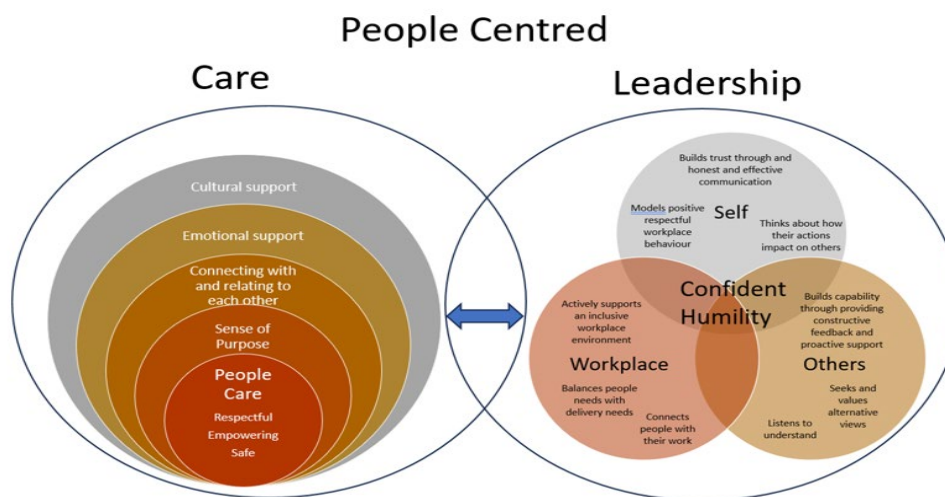 People Centred
Care
Cultural support
Emotional support
Connecting with
and relating to
each other
Sense of
Purpose
People
Care
Respectful
Empowering
Safe
Leadership
Builds trust through and
honest and effective
communication
Models positive
respectful
workplace
behaviour
Self
Thinks about how
their actions
impact on others
Confident
Humility
Actively supports
an inclusive
workplace
environment
Workplace
Balances people
needs with
delivery needs
Connects
people with
their work
Builds capability
through providing
constructive
feedback and
proactive support
Others
Seeks and
values
alternative
views
Listens to
understand